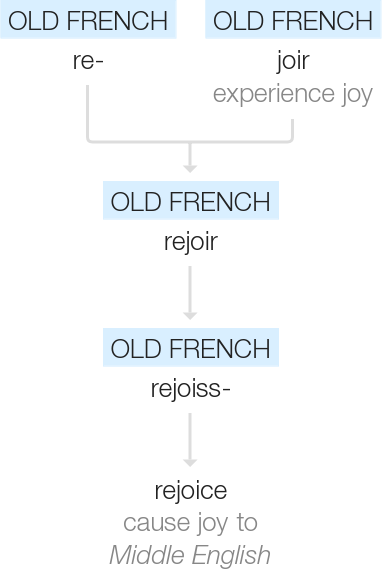 OLD FRENCH OLD FRENCH
re- joir
experience joy
OLD FRENCH
rejoir
OLD FRENCH
rejoiss-
rejoice
cause joy to
Middle English